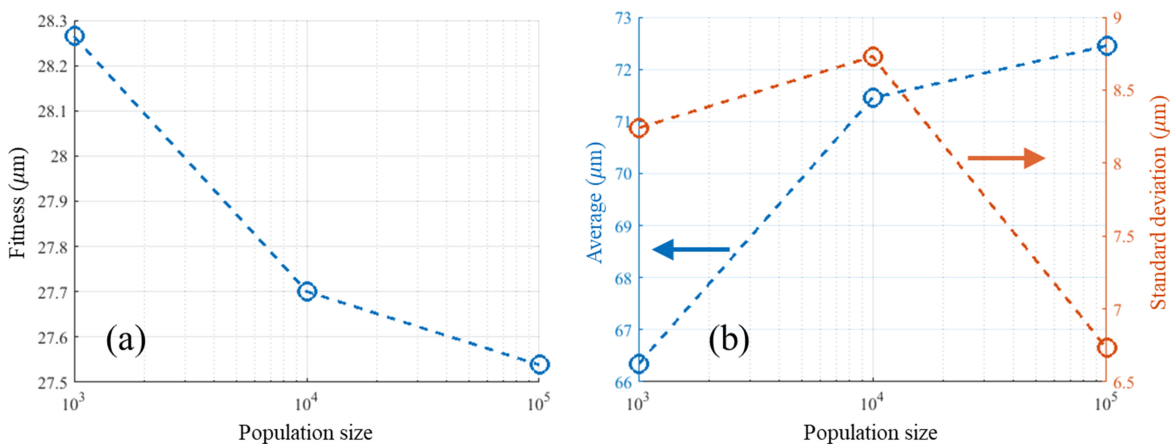 28.3
28.2
28.1
28
27.9
27.8
27.7
27.6
27.5
Fitness (μm)
(a)
10³ 10⁴ 10⁵
Population size
73
72
71
70
69
68
67
66
Average (μm)
(b)
9
8.5
8
7.5
7
6.5
Standard deviation (μm)
10³ 10⁴ 10⁵
Population size